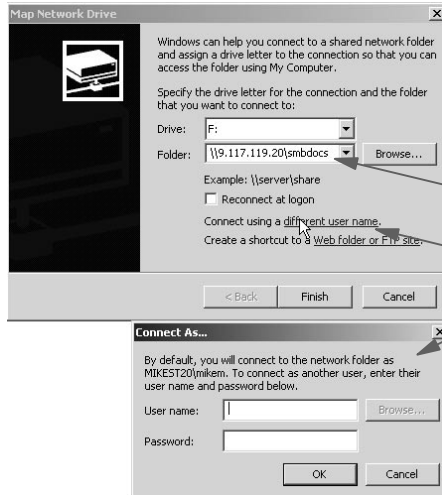 Map Network Drive
Windows can help you connect to a shared network folder
and assign a drive letter to the connection so that you can
access the folder using My Computer.
Specify the drive letter for the connection and the folder
that you want to connect to:
Drive: F:
Folder: \\9.117.119.20\smbdocs Browse...
Example: \\server\share
Reconnect at logon
Connect using a different user name.
Create a shortcut to a Web folder or FTP site.
< Back Finish Cancel
Connect As...
By default, you will connect to the network folder as
MIKEST20\mikem. To connect as another user, enter their
user name and password below.
User name: Browse...
Password:
OK Cancel